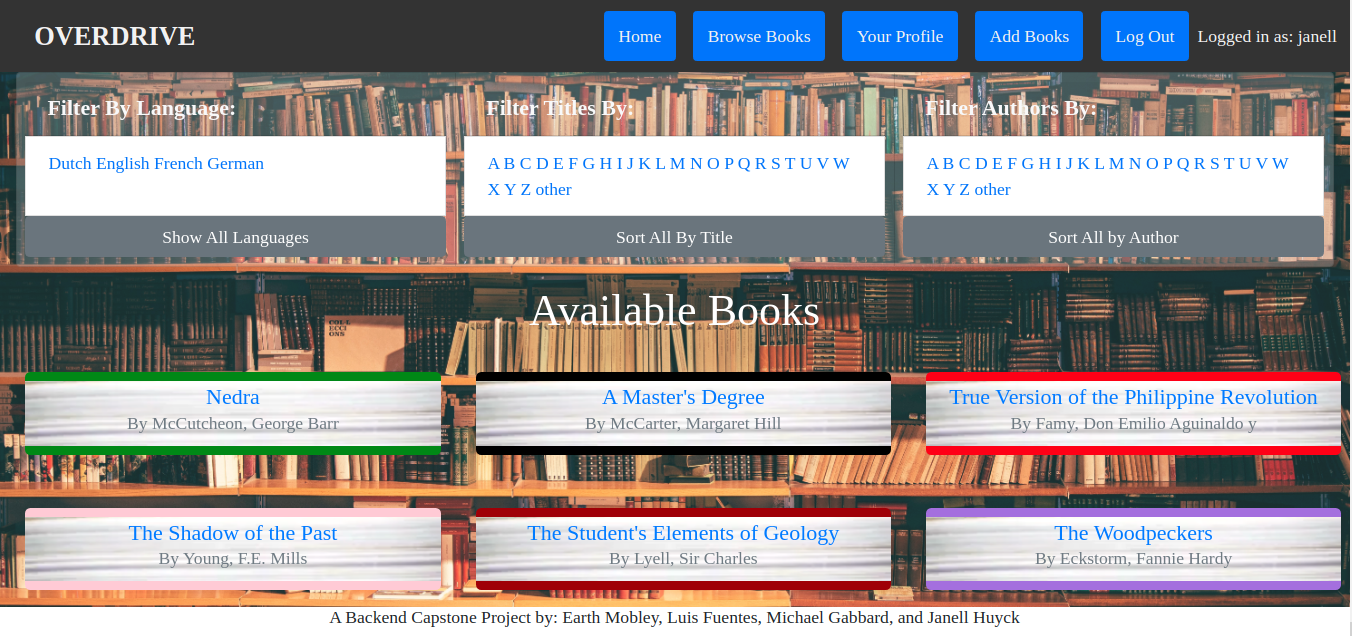 OVERDRIVE
Home
Browse Books
Your Profile
Add Books
Log Out
Logged in as: janell
Filter By Language:
Dutch English French German
Show All Languages
Filter Titles By:
A B C D E F G H I J K L M N O P Q R S T U V W
X Y Z other
Sort All By Title
Filter Authors By:
A B C D E F G H I J K L M N O P Q R S T U V W
X Y Z other
Sort All by Author
COLL
ECCI
ONS
Available Books
Nedra
By McCutcheon, George Barr
A Master's Degree
By McCarter, Margaret Hill
True Version of the Philippine Revolution
By Famy, Don Emilio Aguinaldo y
The Shadow of the Past
By Young, F.E. Mills
The Student's Elements of Geology
By Lyell, Sir Charles
The Woodpeckers
By Eckstorm, Fannie Hardy
A Backend Capstone Project by: Earth Mobley, Luis Fuentes, Michael Gabbard, and Janell Huyck